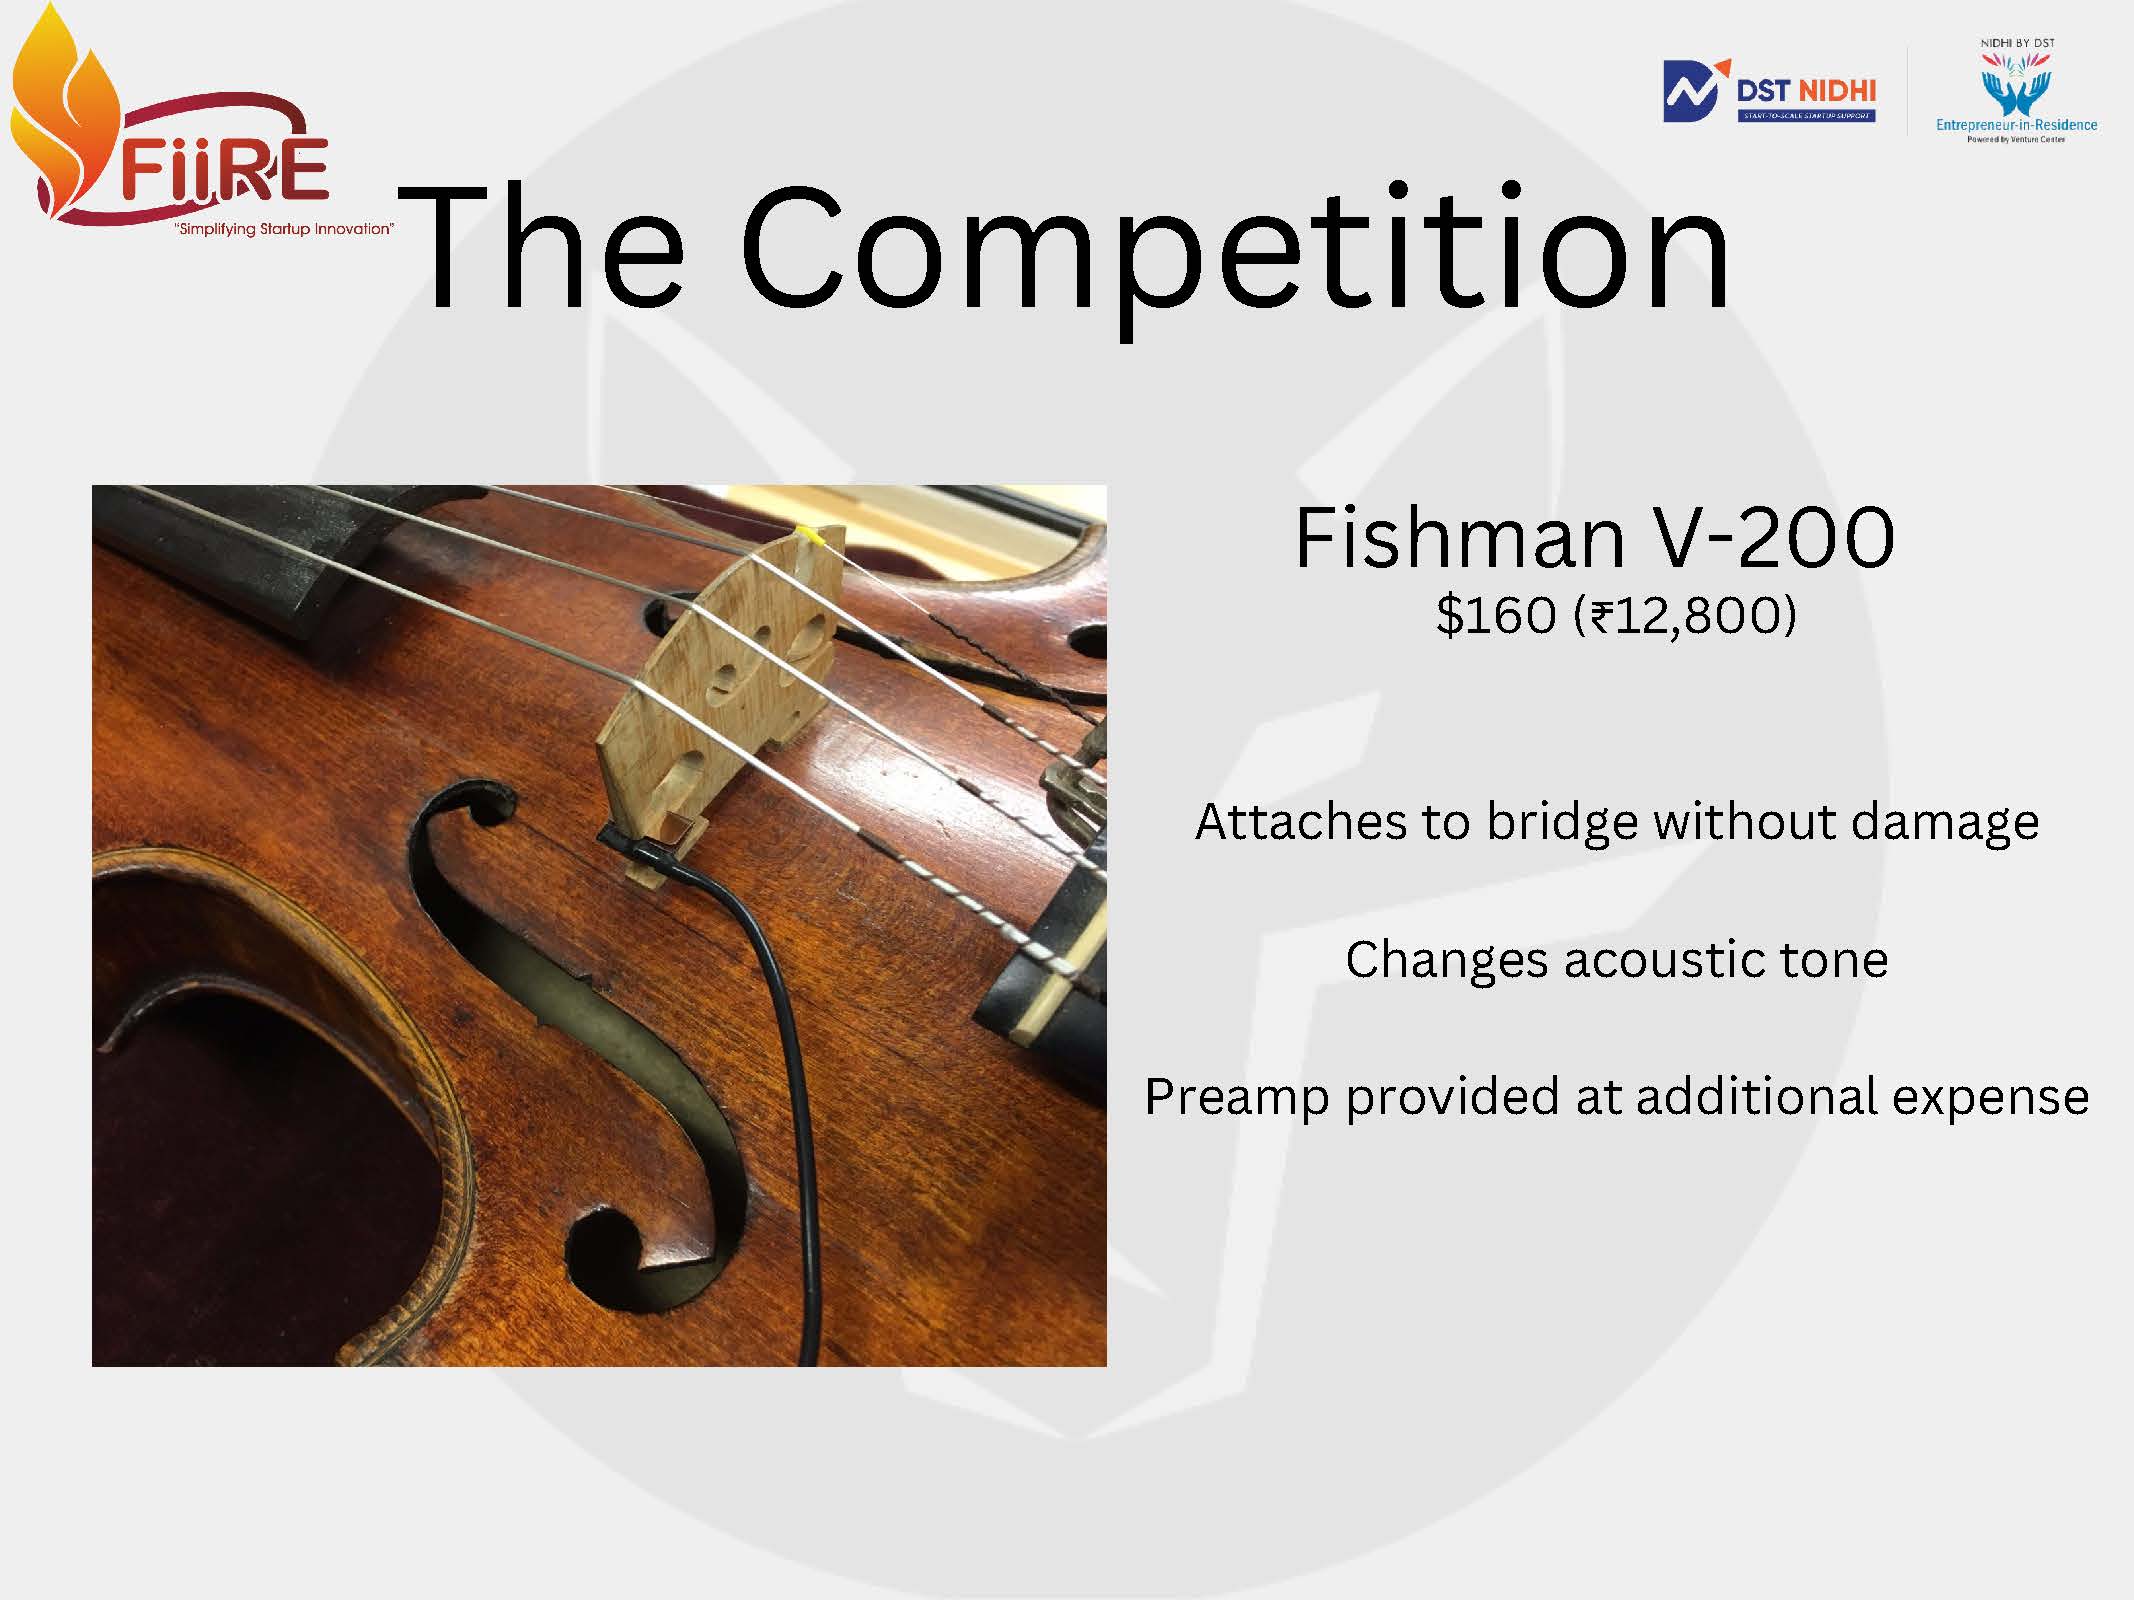 FiiRE
"Simplifying Startup Innovation"
DST NIDHI
START-TO-SCALE STARTUP SUPPORT
NIDHI BY DST
Entrepreneur-in-Residence
Powered by Venture Center
The Competition
Fishman V-200
$160 (₹12,800)
Attaches to bridge without damage
Changes acoustic tone
Preamp provided at additional expense